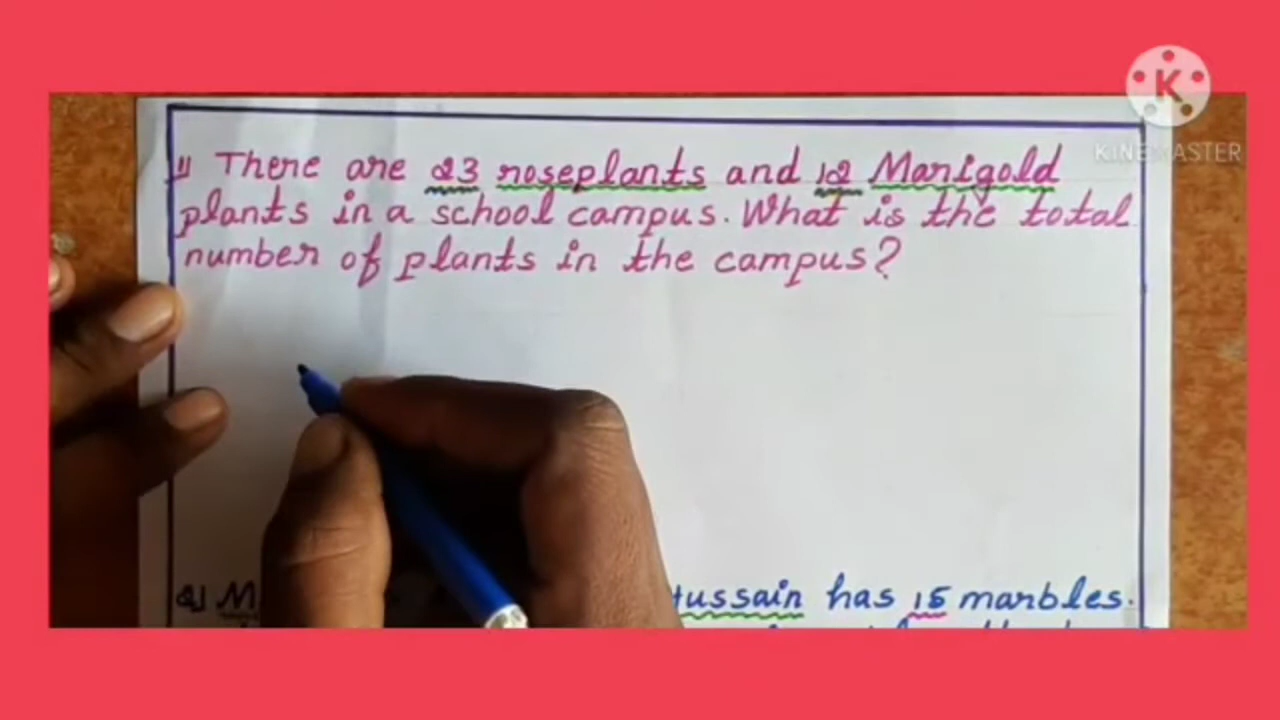 K
KINEMASTER
1) There are 23 roseplants and 12 Marigold
plants in a school campus. What is the total
number of plants in the campus?
2) Hussain has 15 marbles.